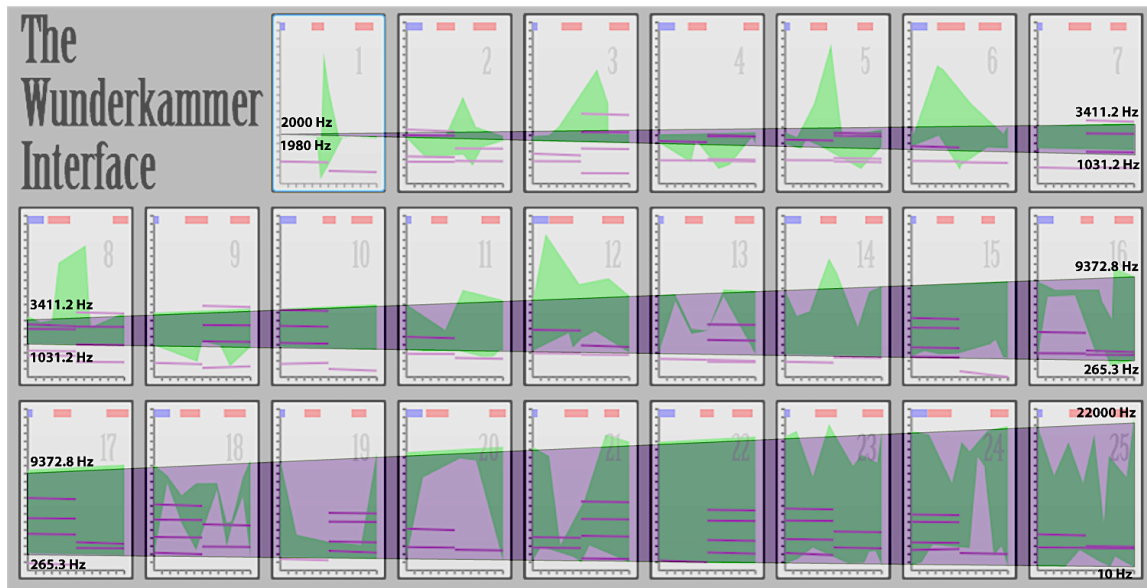 The
Wunderkammer
Interface
1
2
3
4
5
6
7
2000 Hz
1980 Hz
3411.2 Hz
1031.2 Hz
8
9
10
11
12
13
14
15
16
3411.2 Hz
1031.2 Hz
9372.8 Hz
265.3 Hz
17
18
19
20
21
22
23
24
25
9372.8 Hz
265.3 Hz
22000 Hz
10 Hz